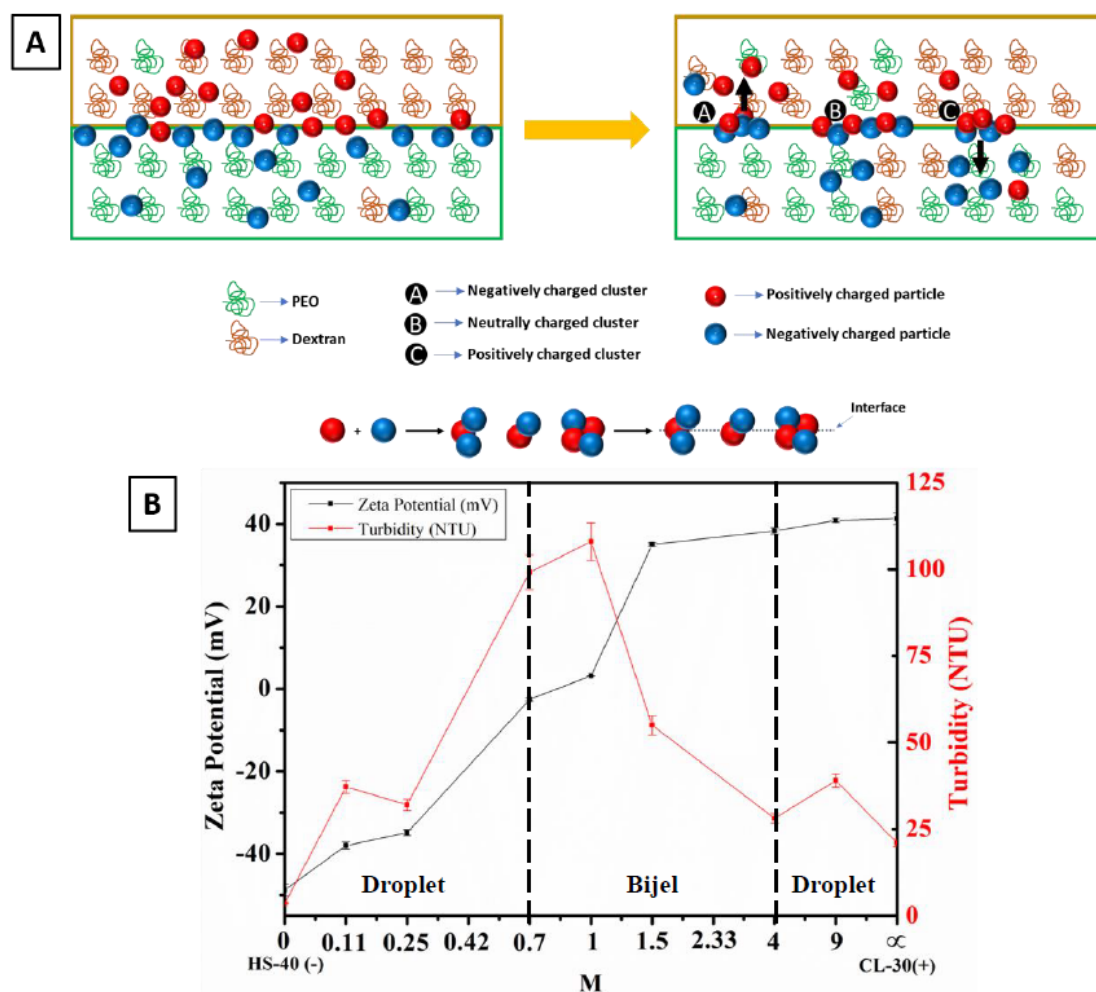 A
A
B
C
PEO
Dextran
A Negatively charged cluster
B Neutrally charged cluster
C Positively charged cluster
Positively charged particle
Negatively charged particle
+
Interface
B
Zeta Potential (mV)
Turbidity (NTU)
Zeta Potential (mV)
40
20
0
-20
-40
125
100
75
50
25
0
Turbidity (NTU)
Droplet
Bijel
Droplet
0 0.11 0.25 0.42 0.7 1 1.5 2.33 4 9 ∝
HS-40 (-)
CL-30(+)
M